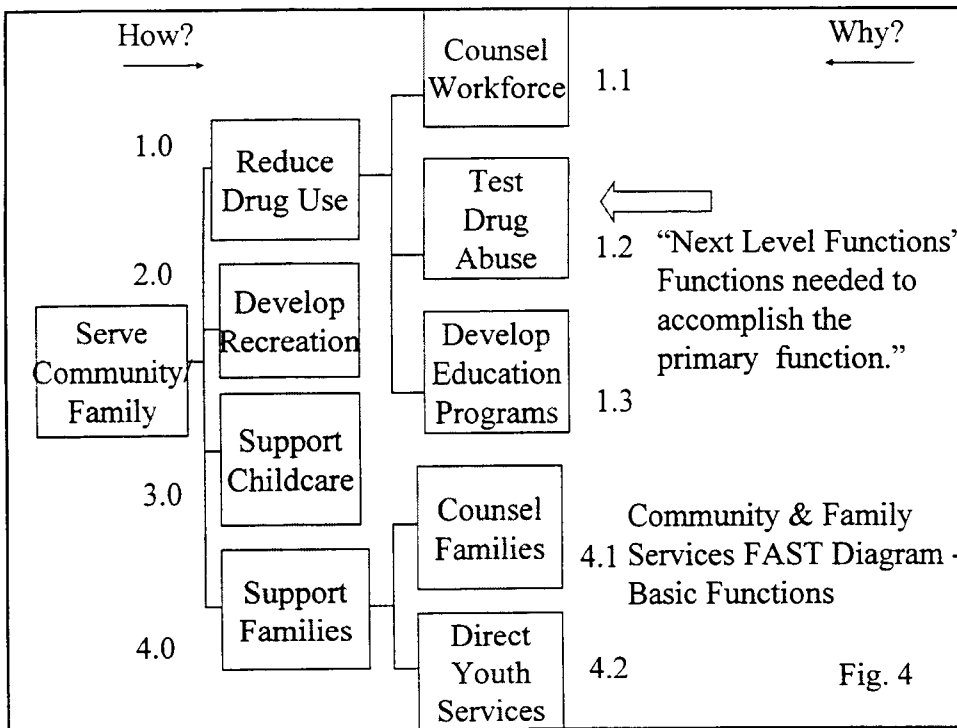 How?
Why?
Counsel
Workforce
1.1
1.0
Reduce
Drug Use
Test
Drug
Abuse
1.2
"Next Level Functions"
Functions needed to
accomplish the
primary function."
2.0
Develop
Recreation
Serve
Community/
Family
Develop
Education
Programs
1.3
Support
Childcare
3.0
Counsel
Families
4.1
Community & Family
Services FAST Diagram -
Basic Functions
Support
Families
4.0
Direct
Youth
Services
4.2
Fig. 4